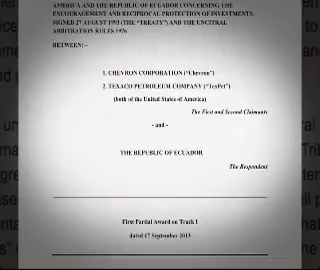 AMERICA AND THE REPUBLIC OF ECUADOR CONCERNING THE
ENCOURAGEMENT AND RECIPROCAL PROTECTION OF INVESTMENTS,
SIGNED 27 AUGUST 1993 (THE “TREATY”) AND THE UNCITRAL
ARBITRATION RULES 1976
BETWEEN: –
1. CHEVRON CORPORATION (“Chevron”)
2. TEXACO PETROLEUM COMPANY (“TexPet”)
(both of the United States of America)
The First and Second Claimants
- and -
THE REPUBLIC OF ECUADOR
The Respondent
First Partial Award on Track I
dated 17 September 2013